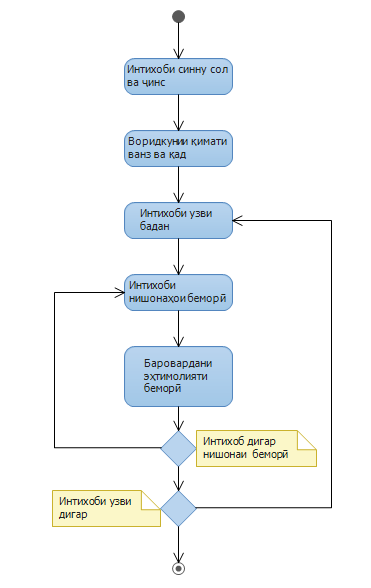 Интихоби синну сол
ва ҷинс
Воридкунии қимати
ванз ва қад
Интихоби узви
бадан
Интихоби
нишонаҳои беморӣ
Баровардани
эҳтимолияти
беморӣ
Интихоб дигар
нишонаи беморӣ
Интихоби узви
дигар